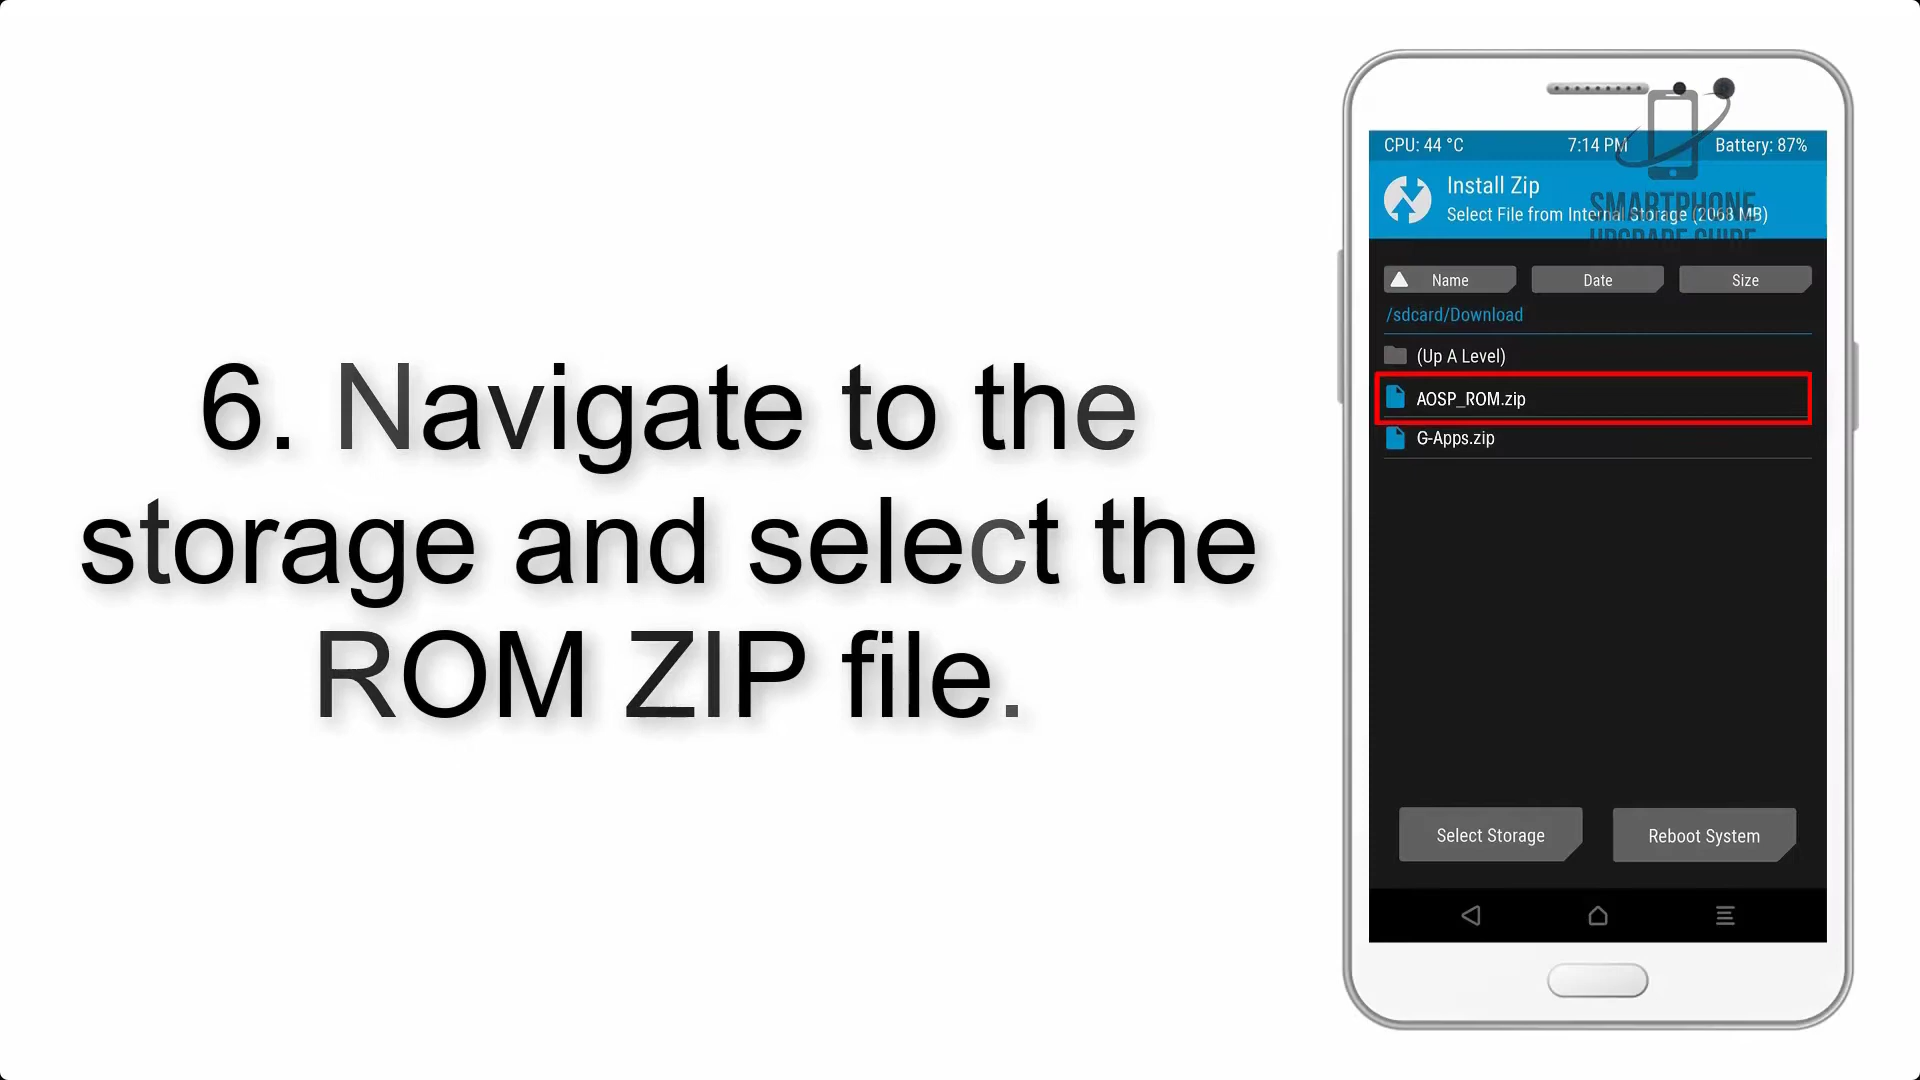 6. Navigate to the
storage and select the
ROM ZIP file.
CPU: 44 °C 7:14 PM Battery: 87%
Install Zip
Select File from Internal Storage (2068 MB)
SMARTPHONE
UPGRADE GUIDE
Name Date Size
/sdcard/Download
(Up A Level)
AOSP_ROM.zip
G-Apps.zip
Select Storage Reboot System